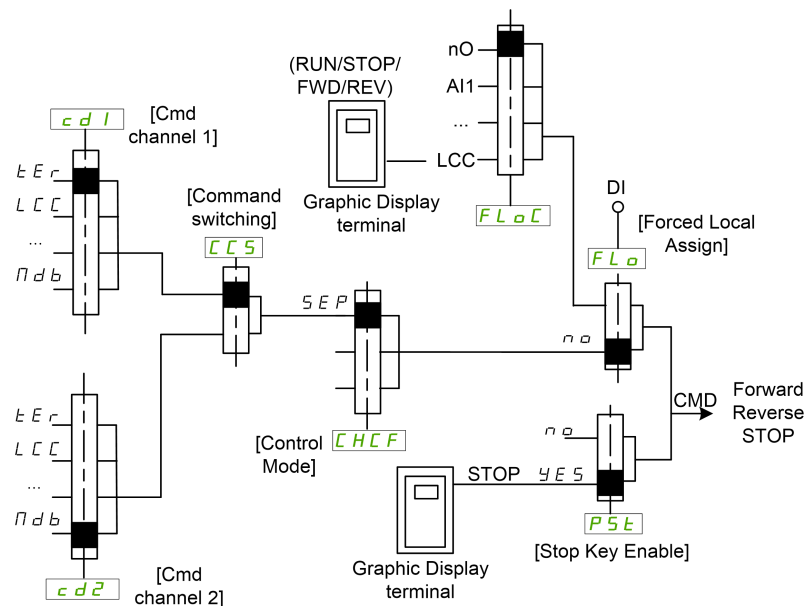 (RUN/STOP/
FWD/REV)
nO
AI1
...
LCC
Graphic Display
terminal
FLoC
cd1
[Cmd
channel 1]
tEr
LCC
...
Mdb
[Command
switching]
CCS
DI
[Forced Local
Assign]
FLo
SEP
no
[Control
Mode]
CHCF
tEr
LCC
...
Mdb
cd2
[Cmd
channel 2]
CMD
Forward
Reverse
STOP
no
STOP
YES
PSt
[Stop Key Enable]
Graphic Display
terminal